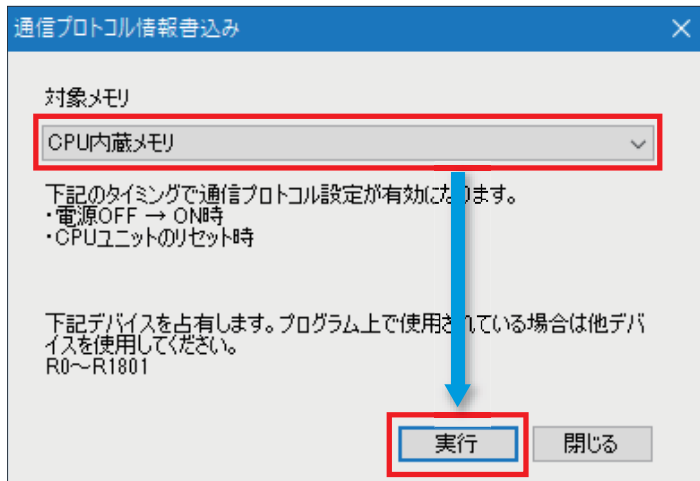 通信プロトコル情報書込み
対象メモリ
CPU内蔵メモリ
下記のタイミングで通信プロトコル設定が有効になります。
・電源OFF → ON時
・CPUユニットのリセット時
下記デバイスを占有します。プログラム上で使用されている場合は他デバ
イスを使用してください。
R0～R1801
実行
閉じる